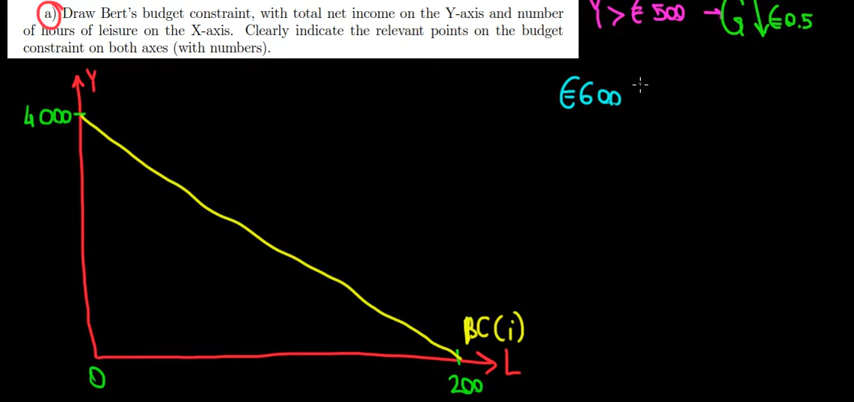 a) Draw Bert's budget constraint, with total net income on the Y-axis and number
of hours of leisure on the X-axis. Clearly indicate the relevant points on the budget
constraint on both axes (with numbers).
Y > € 500 → G ↓ €0.5
€600
Y
4000
BC(i)
L
0
200